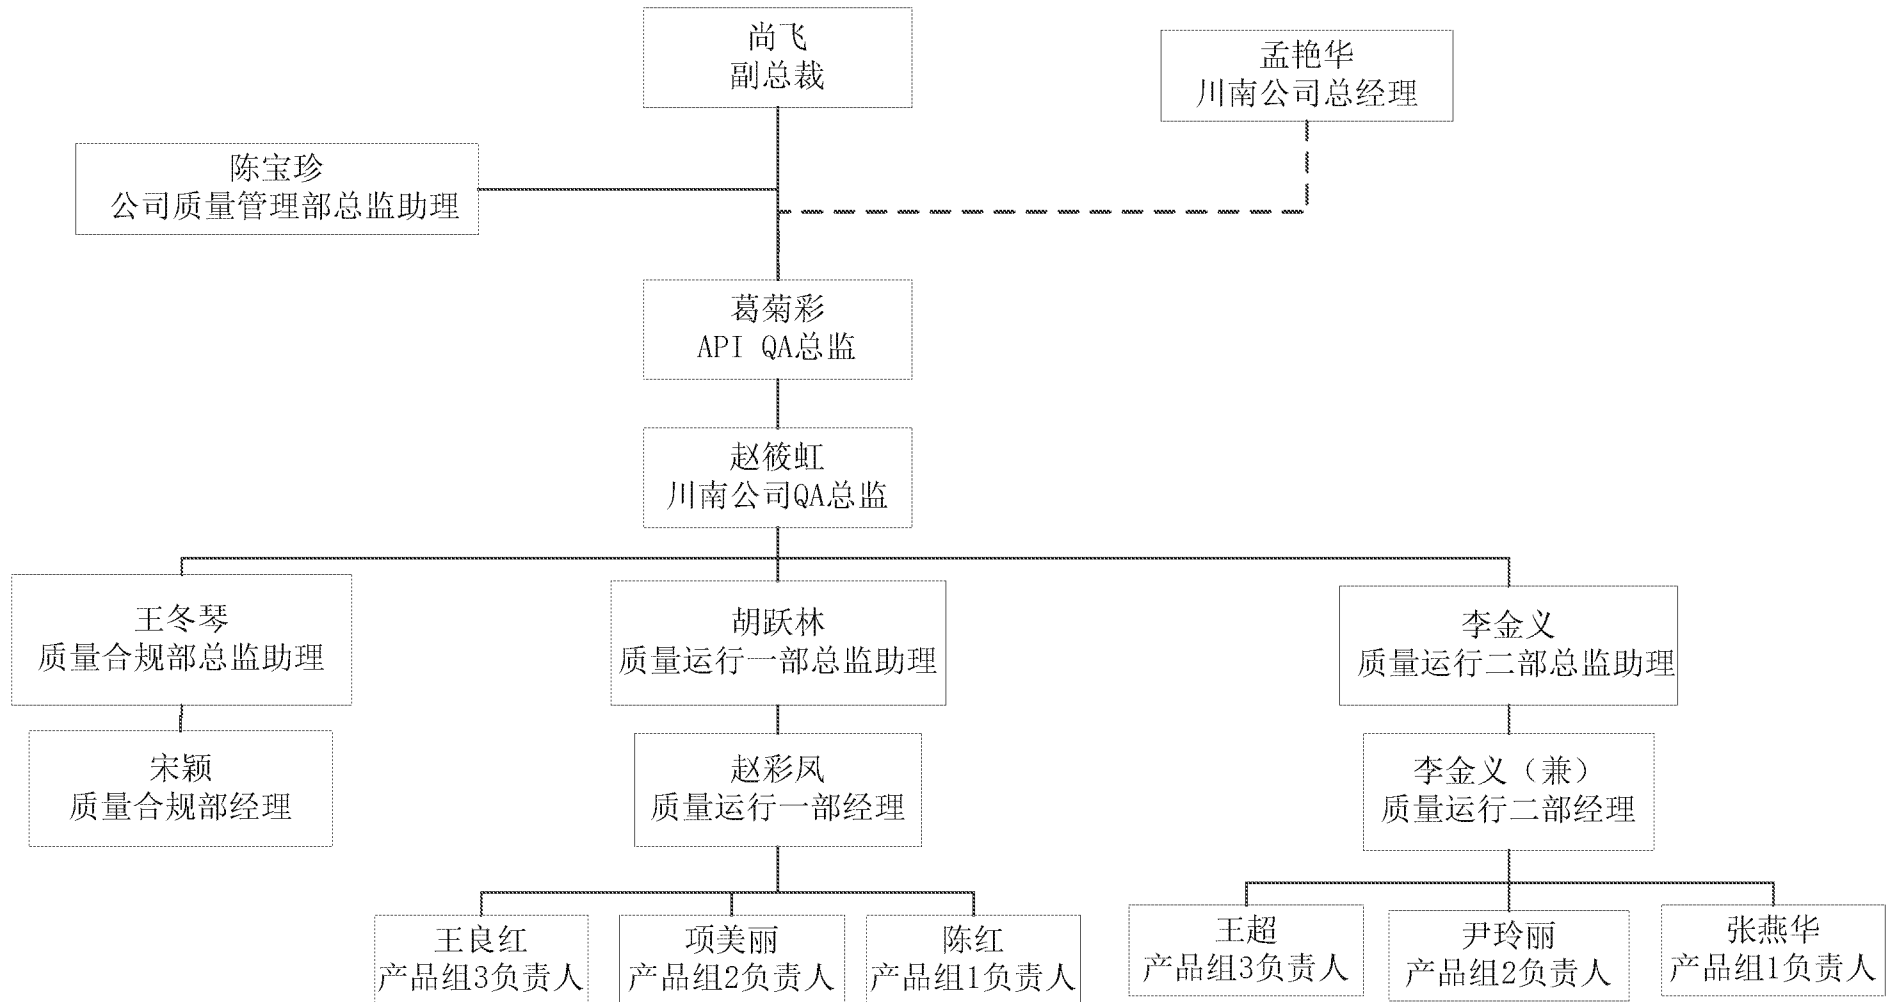 尚飞
副总裁
孟艳华
川南公司总经理
陈宝珍
公司质量管理部总监助理
葛菊彩
API QA总监
赵筱虹
川南公司QA总监
王冬琴
质量合规部总监助理
胡跃林
质量运行一部总监助理
李金义
质量运行二部总监助理
宋颖
质量合规部经理
赵彩凤
质量运行一部经理
李金义（兼）
质量运行二部经理
王良红
产品组3负责人
项美丽
产品组2负责人
陈红
产品组1负责人
王超
产品组3负责人
尹玲丽
产品组2负责人
张燕华
产品组1负责人